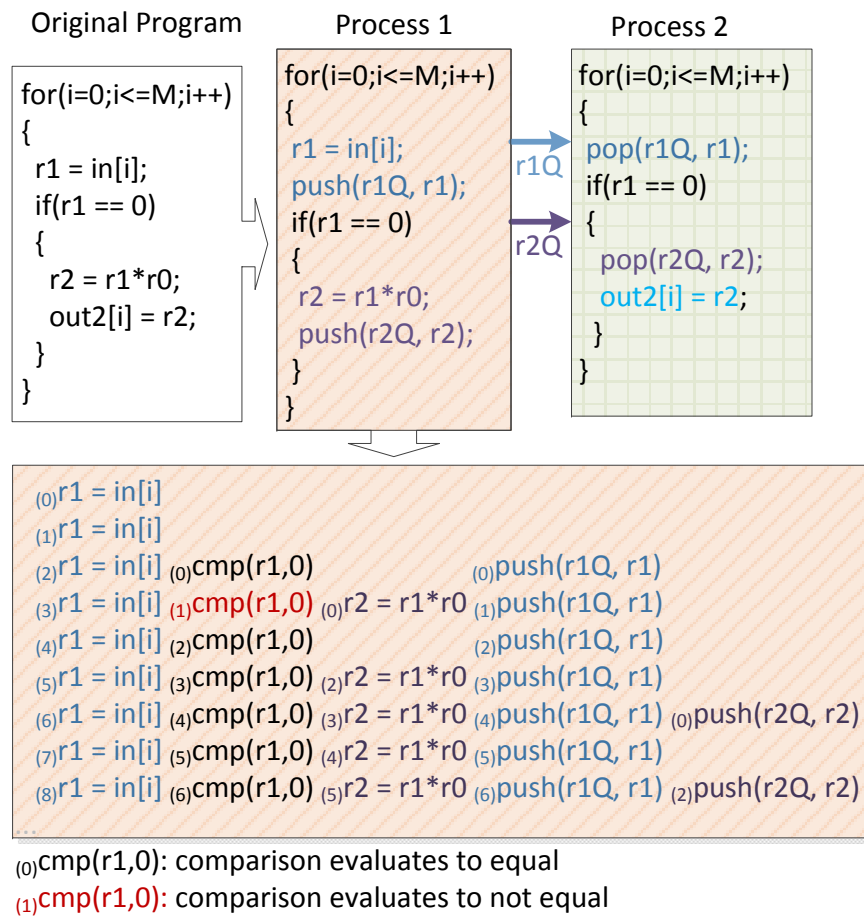 Original Program
for(i=0;i<=M;i++)
{
r1 = in[i];
if(r1 == 0)
{
r2 = r1*r0;
out2[i] = r2;
}
}
Process 1
for(i=0;i<=M;i++)
{
r1 = in[i];
push(r1Q, r1);
if(r1 == 0)
{
r2 = r1*r0;
push(r2Q, r2);
}
}
r1Q
r2Q
Process 2
for(i=0;i<=M;i++)
{
pop(r1Q, r1);
if(r1 == 0)
{
pop(r2Q, r2);
out2[i] = r2;
}
}
(0)r1 = in[i]
(1)r1 = in[i]
(2)r1 = in[i] (0)cmp(r1,0) (0)push(r1Q, r1)
(3)r1 = in[i] (1)cmp(r1,0) (0)r2 = r1*r0 (1)push(r1Q, r1)
(4)r1 = in[i] (2)cmp(r1,0) (2)push(r1Q, r1)
(5)r1 = in[i] (3)cmp(r1,0) (2)r2 = r1*r0 (3)push(r1Q, r1)
(6)r1 = in[i] (4)cmp(r1,0) (3)r2 = r1*r0 (4)push(r1Q, r1) (0)push(r2Q, r2)
(7)r1 = in[i] (5)cmp(r1,0) (4)r2 = r1*r0 (5)push(r1Q, r1)
(8)r1 = in[i] (6)cmp(r1,0) (5)r2 = r1*r0 (6)push(r1Q, r1) (2)push(r2Q, r2)
...
(0)cmp(r1,0): comparison evaluates to equal
(1)cmp(r1,0): comparison evaluates to not equal